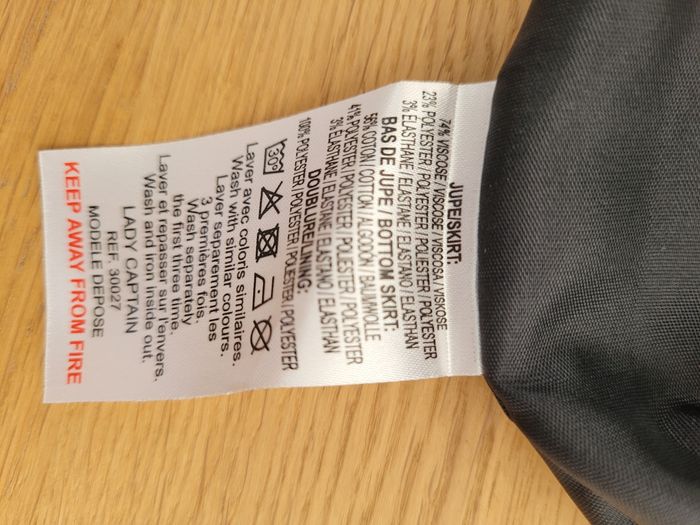 JUPE/SKIRT:
74% VISCOSE / VISCOSE / VISCOSA / VISKOSE
23% POLYESTER / POLYESTER / POLIESTER / POLYESTER
3% ELASTHANE / ELASTANE / ELASTANO / ELASTHAN
BAS DE JUPE / BOTTOM SKIRT:
56% COTON / COTTON / ALGODON / BAUMWOLLE
41% POLYESTER / POLYESTER / POLIESTER / POLYESTER
3% ELASTHANE / ELASTANE / ELASTANO / ELASTHAN
DOUBLURE/LINING:
100% POLYESTER / POLYESTER / POLIESTER / POLYESTER
30°
Laver avec coloris similaires.
Wash with similar colours.
Laver separement les
3 premières fois.
Wash separately
the first three time.
Layer et repasser sur l'envers.
Wash and iron inside out.
LADY CAPTAIN
REF. 30027
MODELE DEPOSE
KEEP AWAY FROM FIRE